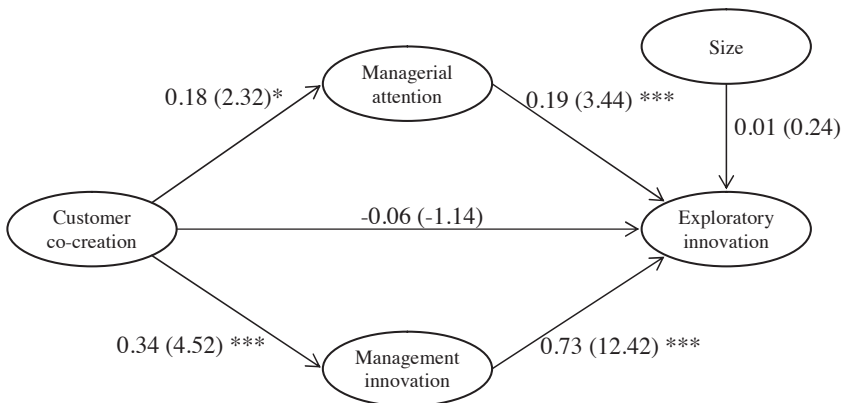 Size
Managerial
attention
0.18 (2.32)*
0.19 (3.44) ***
0.01 (0.24)
Customer
co-creation
-0.06 (-1.14)
Exploratory
innovation
0.34 (4.52) ***
0.73 (12.42) ***
Management
innovation